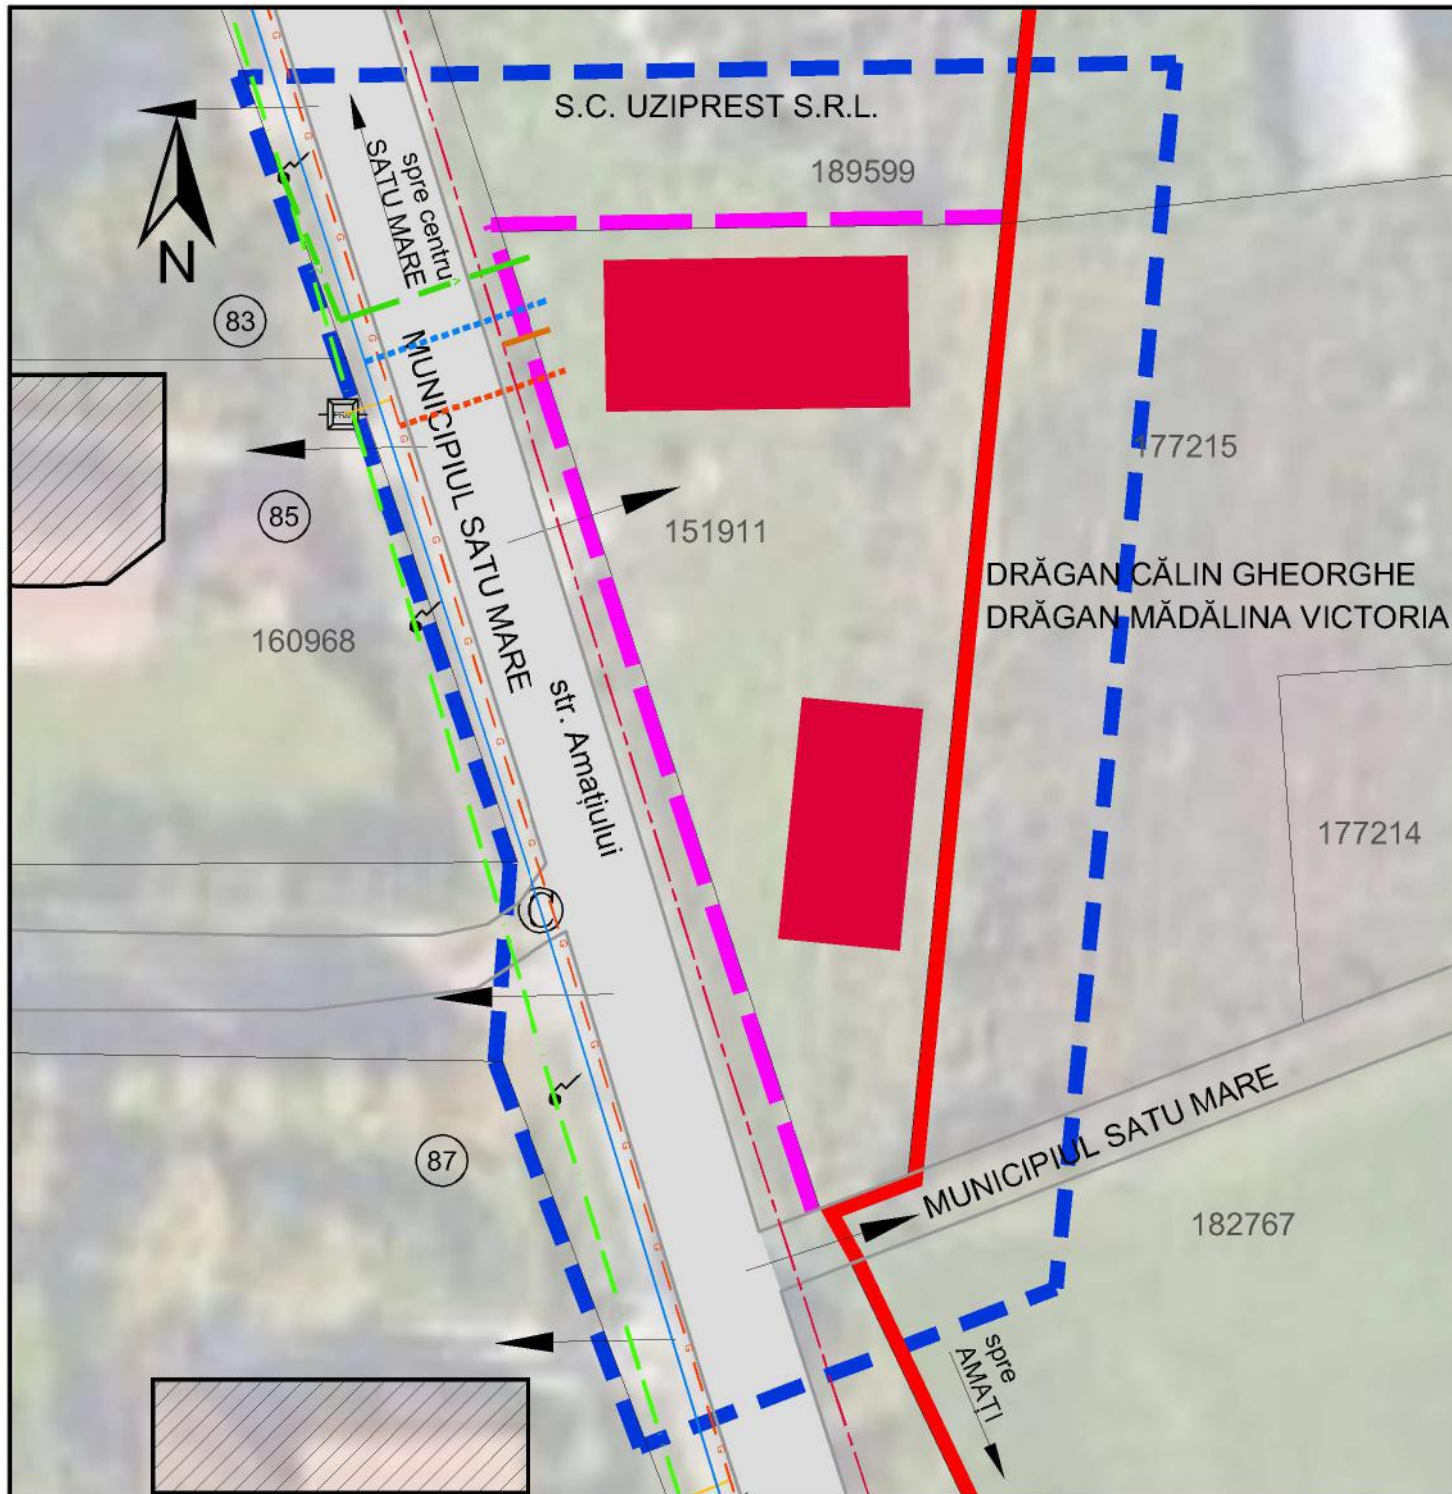 S.C. UZIPREST S.R.L.
189599
spre centru
SATU MARE
N
83
MUNICIPIUL SATU MARE
177215
85
151911
DRĂGAN CĂLIN GHEORGHE
DRĂGAN MĂDĂLINA VICTORIA
160968
str. Amațiului
177214
MUNICIPIUL SATU MARE
87
182767
spre
AMAȚI